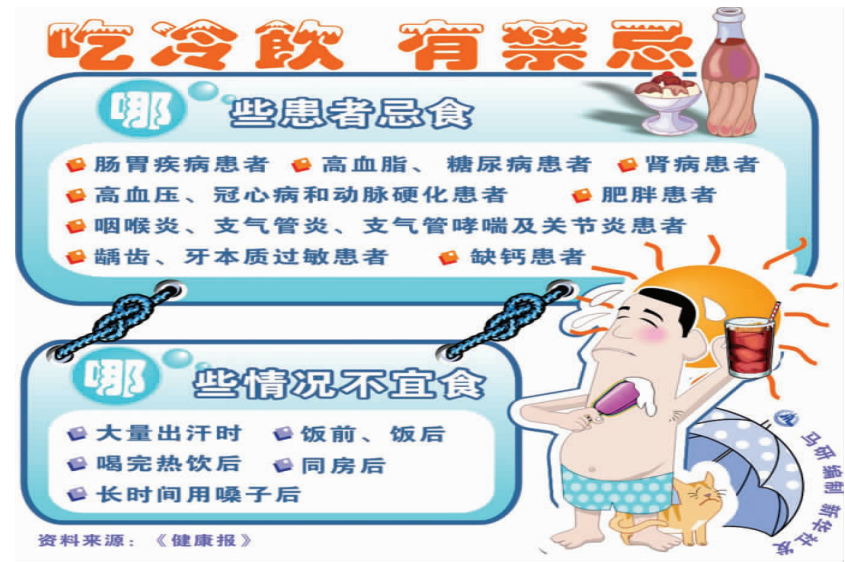 吃冷飲 有禁忌
哪些患者忌食
肠胃疾病患者 高血脂、糖尿病患者 肾病患者
高血压、冠心病和动脉硬化患者 肥胖患者
咽喉炎、支气管炎、支气管哮喘及关节炎患者
龋齿、牙本质过敏患者 缺钙患者
哪些情况不宜食
大量出汗时 饭前、饭后
喝完热饮后 同房后
长时间用嗓子后
资料来源：《健康报》
马研 编制 新华社发